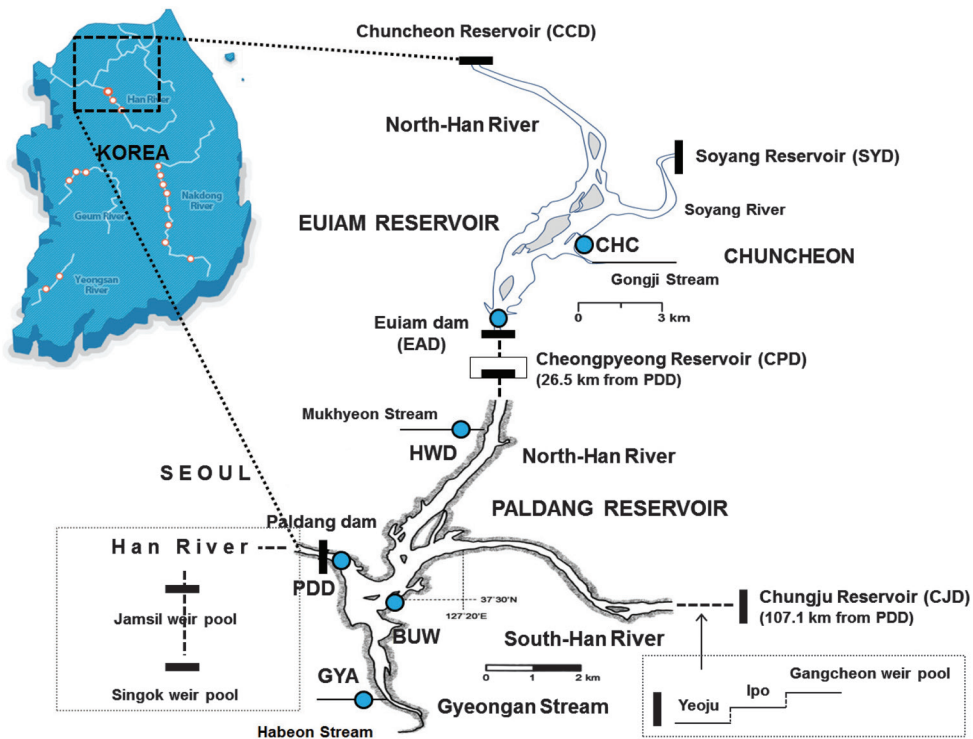 Chuncheon Reservoir (CCD)
Han River
North-Han River
KOREA
Soyang Reservoir (SYD)
Nakdong
River
Geum River
Soyang River
EUIAM RESERVOIR
CHC
CHUNCHEON
Yeongsan
River
Gongji Stream
0 3 km
Euiam dam
(EAD)
Cheongpyeong Reservoir (CPD)
(26.5 km from PDD)
Mukhyeon Stream
HWD
North-Han River
SEOUL
PALDANG RESERVOIR
Paldang dam
Han River
PDD
37°30'N
127°20'E
Chungju Reservoir (CJD)
(107.1 km from PDD)
Jamsil weir pool
BUW
South-Han River
GYA
0 1 2 km
Singok weir pool
Gyeongan Stream
Habeon Stream
Gangcheon weir pool
Ipo
Yeoju